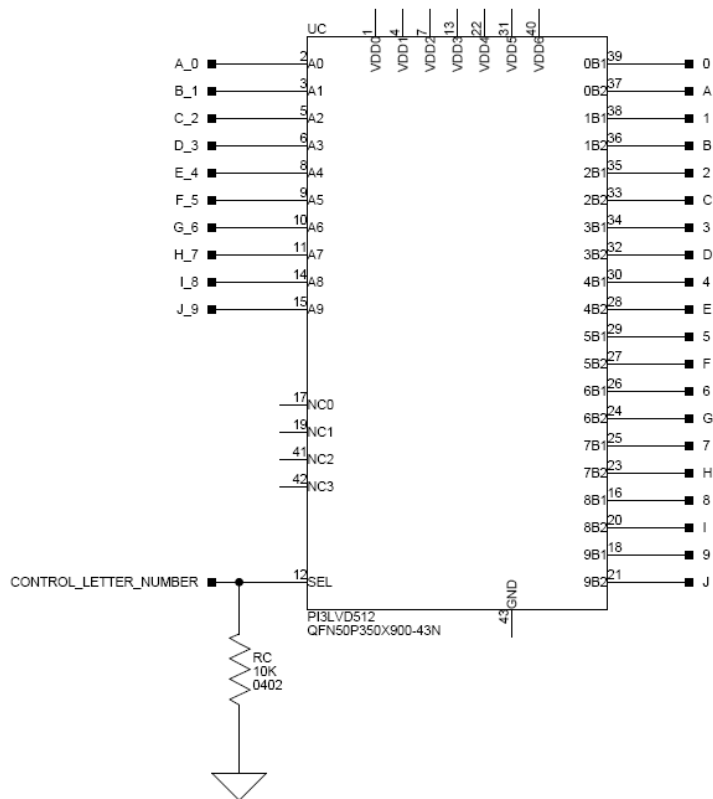 UC
1 4 7 13 22 31 40
VDD0 VDD1 VDD2 VDD3 VDD4 VDD5 VDD6
A_0 2 A0 0B1 39 0
B_1 3 A1 0B2 37 A
C_2 5 A2 1B1 38 1
D_3 6 A3 1B2 36 B
E_4 8 A4 2B1 35 2
F_5 9 A5 2B2 33 C
G_6 10 A6 3B1 34 3
H_7 11 A7 3B2 32 D
I_8 14 A8 4B1 30 4
J_9 15 A9 4B2 28 E
5B1 29 5
5B2 27 F
17 NC0 6B1 26 6
19 NC1 6B2 24 G
41 NC2 7B1 25 7
42 NC3 7B2 23 H
8B1 16 8
8B2 20 I
9B1 18 9
CONTROL_LETTER_NUMBER 12 SEL 9B2 21 J
43 GND
PI3LVD512
QFN50P350X900-43N
RC
10K
0402